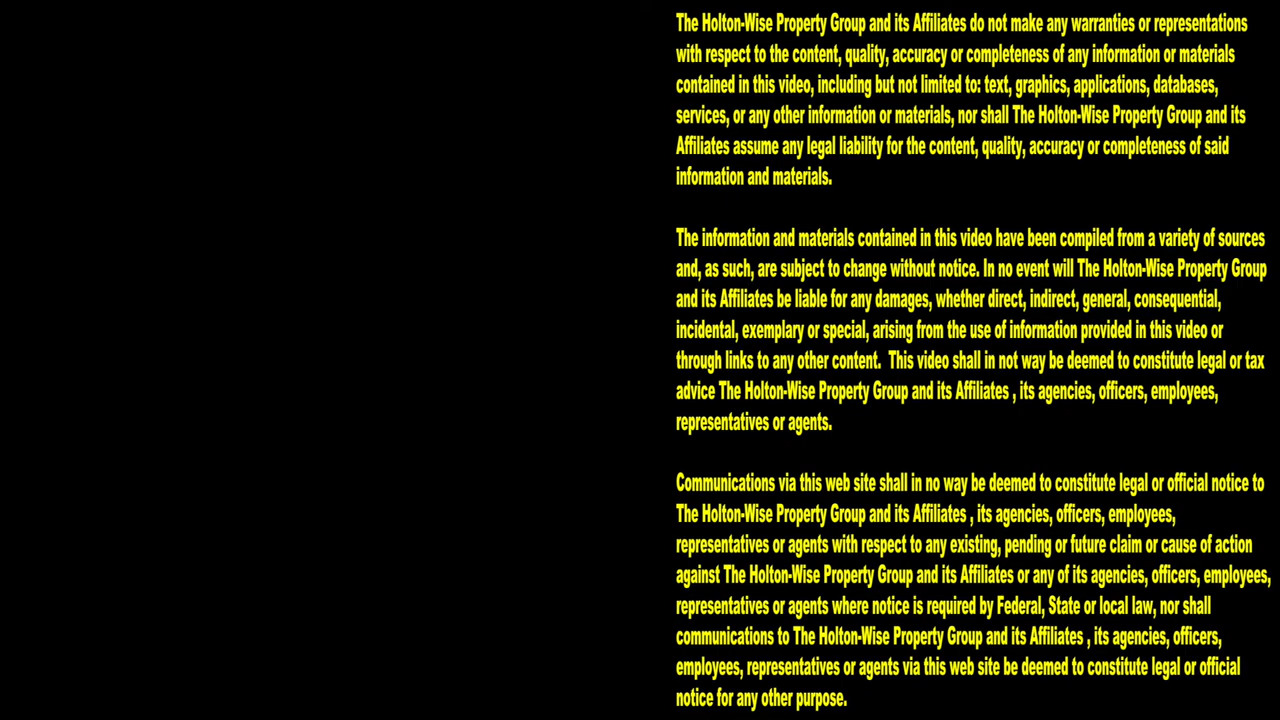 The Holton-Wise Property Group and its Affiliates do not make any warranties or representations
with respect to the content, quality, accuracy or completeness of any information or materials
contained in this video, including but not limited to: text, graphics, applications, databases,
services, or any other information or materials, nor shall The Holton-Wise Property Group and its
Affiliates assume any legal liability for the content, quality, accuracy or completeness of said
information and materials.
The information and materials contained in this video have been compiled from a variety of sources
and, as such, are subject to change without notice. In no event will The Holton-Wise Property Group
and its Affiliates be liable for any damages, whether direct, indirect, general, consequential,
incidental, exemplary or special, arising from the use of information provided in this video or
through links to any other content.  This video shall in not way be deemed to constitute legal or tax
advice The Holton-Wise Property Group and its Affiliates , its agencies, officers, employees,
representatives or agents.
Communications via this web site shall in no way be deemed to constitute legal or official notice to
The Holton-Wise Property Group and its Affiliates , its agencies, officers, employees,
representatives or agents with respect to any existing, pending or future claim or cause of action
against The Holton-Wise Property Group and its Affiliates or any of its agencies, officers, employees,
representatives or agents where notice is required by Federal, State or local law, nor shall
communications to The Holton-Wise Property Group and its Affiliates , its agencies, officers,
employees, representatives or agents via this web site be deemed to constitute legal or official
notice for any other purpose.